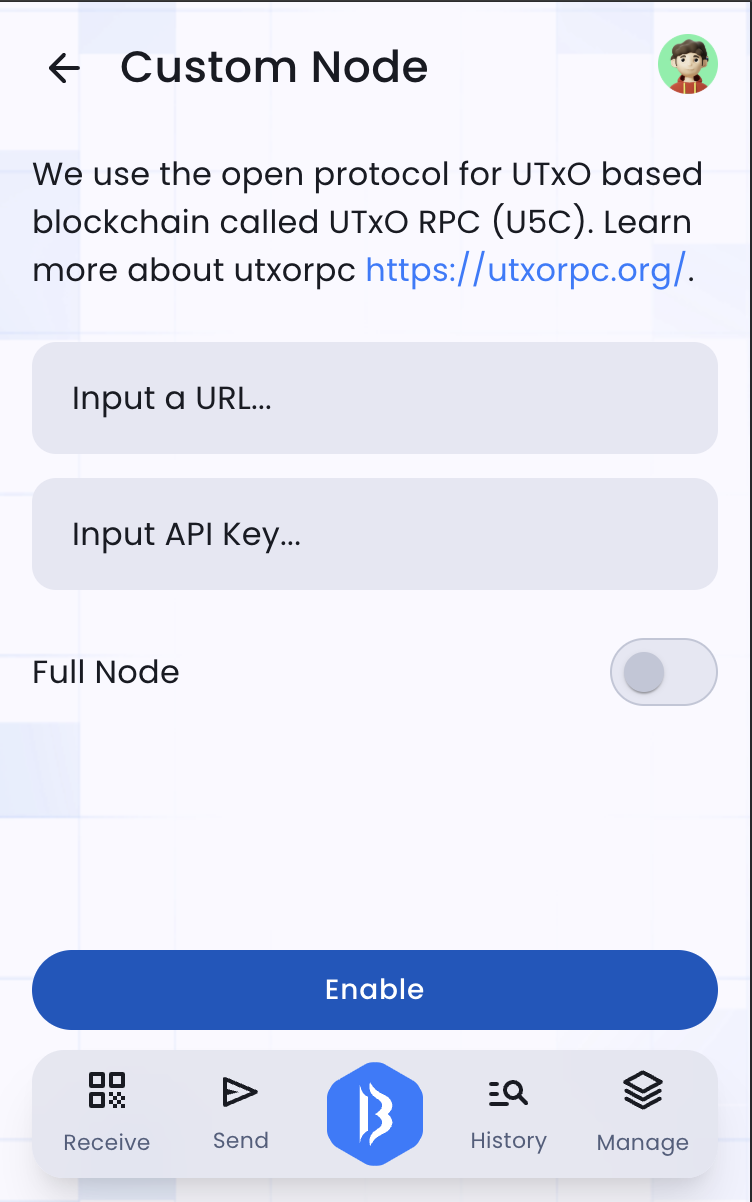 Custom Node
We use the open protocol for UTxO based
blockchain called UTxO RPC (U5C). Learn
more about utxorpc https://utxorpc.org/.
Input a URL...
Input API Key...
Full Node
Enable
Receive
Send
History
Manage